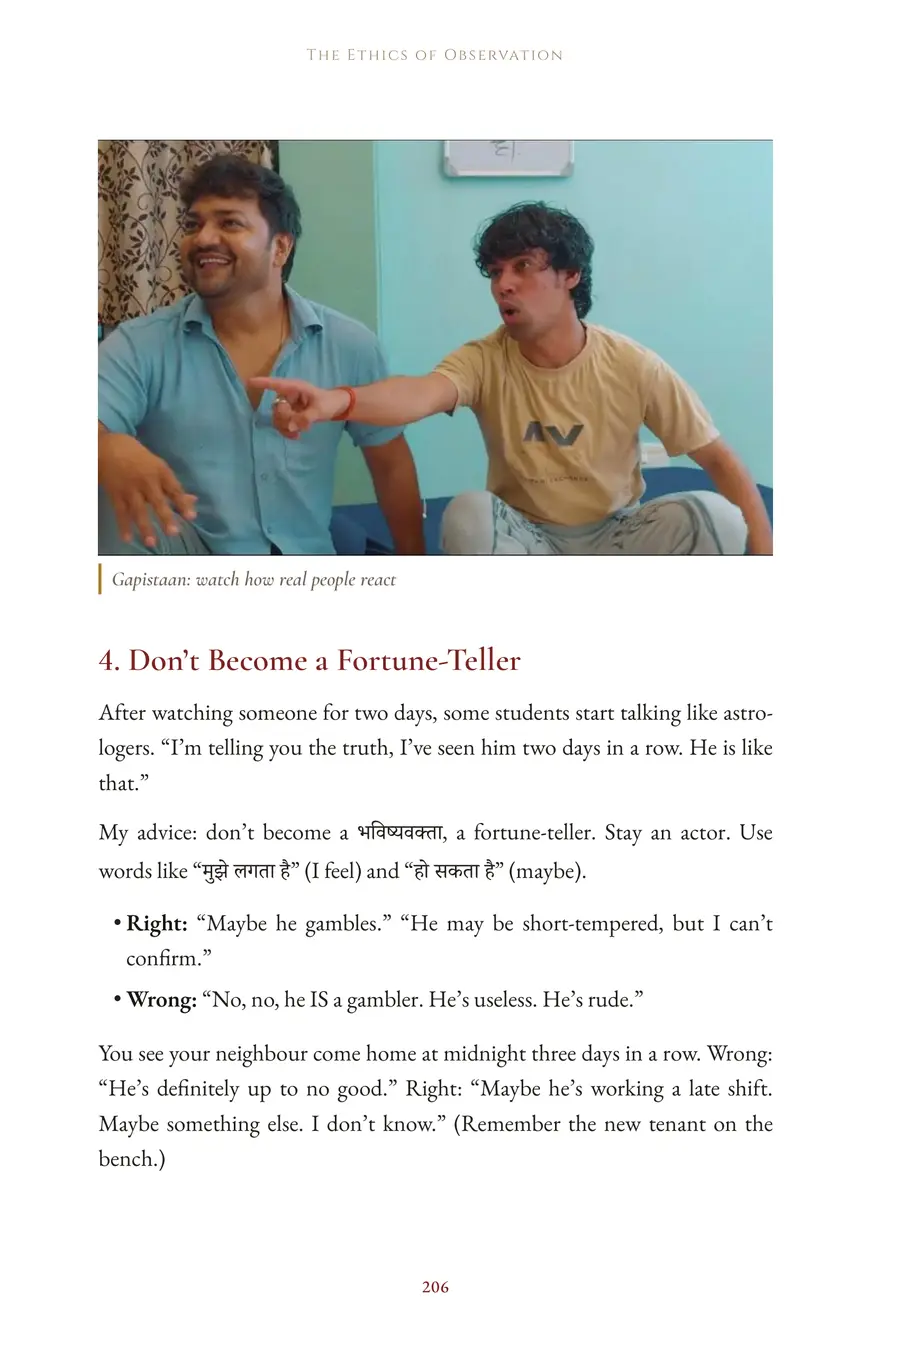 The Ethics of Observation
AV
Gapistaan: watch how real people react
4. Don’t Become a Fortune-Teller
After watching someone for two days, some students start talking like astro-
logers. “I’m telling you the truth, I’ve seen him two days in a row. He is like
that.”
My advice: don’t become a भविष्यवक्ता, a fortune-teller. Stay an actor. Use
words like “मुझे लगता है” (I feel) and “हो सकता है” (maybe).
• Right: “Maybe he gambles.” “He may be short-tempered, but I can’t
confirm.”
• Wrong: “No, no, he IS a gambler. He’s useless. He’s rude.”
You see your neighbour come home at midnight three days in a row. Wrong:
“He’s definitely up to no good.” Right: “Maybe he’s working a late shift.
Maybe something else. I don’t know.” (Remember the new tenant on the
bench.)
206